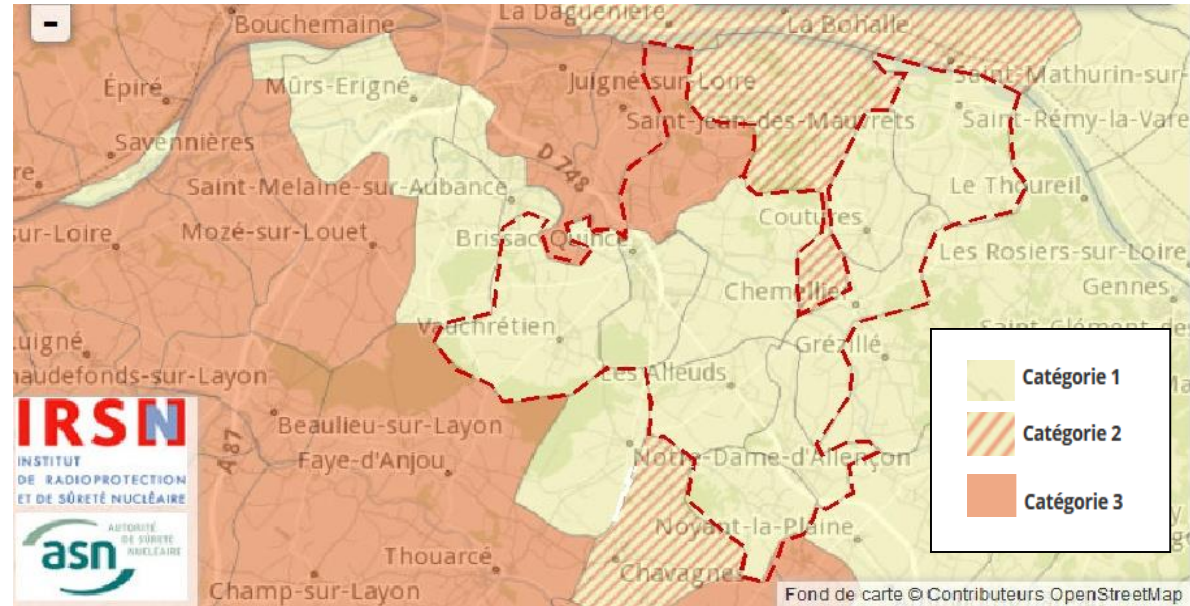 -
La Daguenière
Bouchemaine
La Bohalle
Épiré
Mûrs-Erigné
Juigné-sur-Loire
Saint-Mathurin-sur-
Savennières
Saint-Jean-des-Mauvrets
Saint-Rémy-la-Vare
re
D 748
Saint-Melaine-sur-Aubance
Le Thoureil
Coutures
sur-Loire
Mozé-sur-Louet
Brissac-Quincé
Les Rosiers-sur-Loire
Chemellier
Gennes
Vauchrétien
Saint-Clément-des
Luigné
Grézillé
haudefonds-sur-Layon
Les Alleuds
Catégorie 1
IRSN
INSTITUT
DE RADIOPROTECTION
ET DE SÛRETÉ NUCLÉAIRE
A 87
Beaulieu-sur-Layon
Catégorie 2
Faye-d'Anjou
Notre-Dame-d'Allençon
Catégorie 3
asn
AUTORITÉ
DE SÛRETÉ
NUCLÉAIRE
Noyant-la-Plaine
Thouarcé
Chavagnes
Champ-sur-Layon
Fond de carte © Contributeurs OpenStreetMap